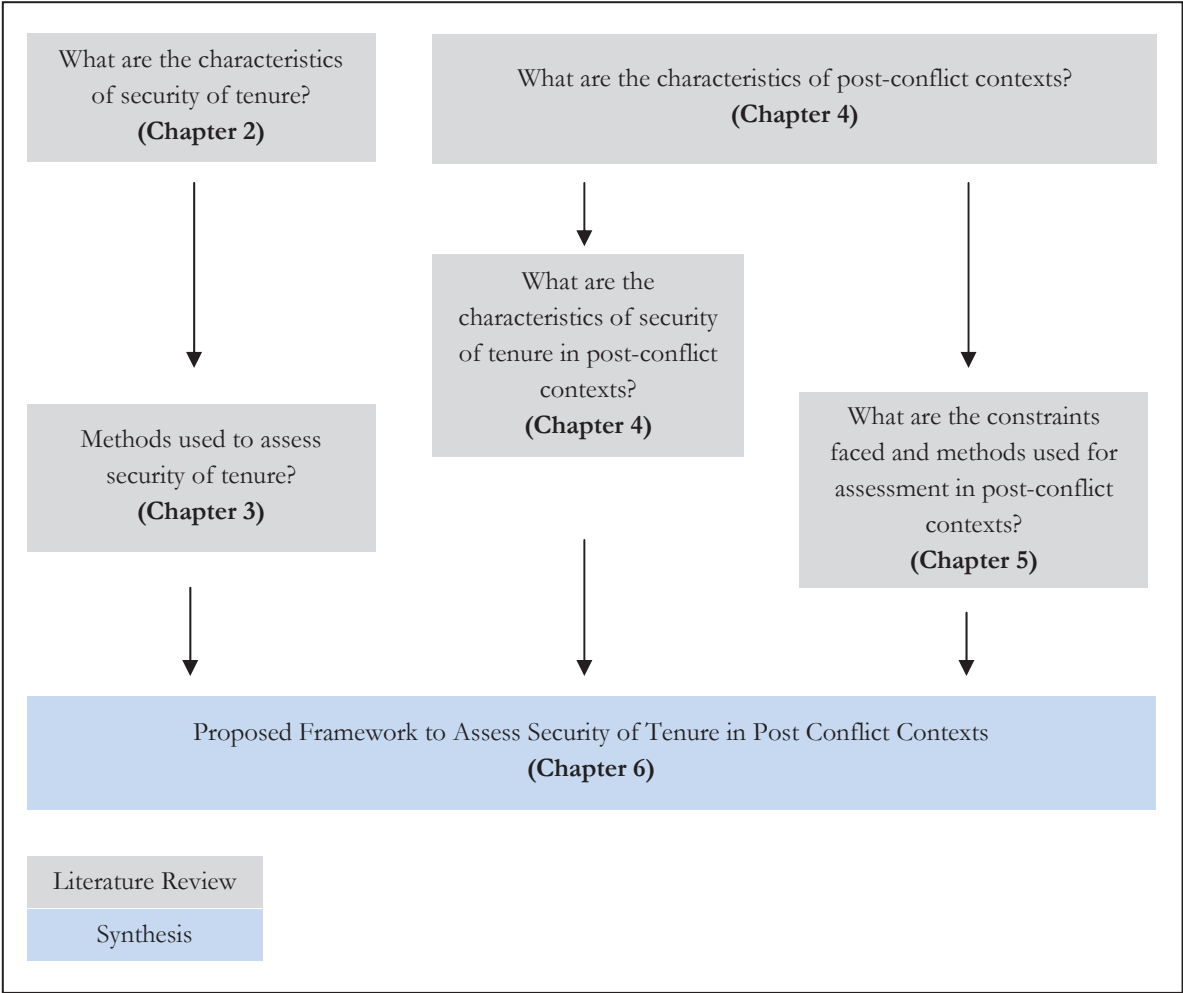 What are the characteristics
of security of tenure?
(Chapter 2)
What are the characteristics of post-conflict contexts?
(Chapter 4)
What are the
characteristics of security
of tenure in post-conflict
contexts?
(Chapter 4)
Methods used to assess
security of tenure?
(Chapter 3)
What are the constraints
faced and methods used for
assessment in post-conflict
contexts?
(Chapter 5)
Proposed Framework to Assess Security of Tenure in Post Conflict Contexts
(Chapter 6)
Literature Review
Synthesis